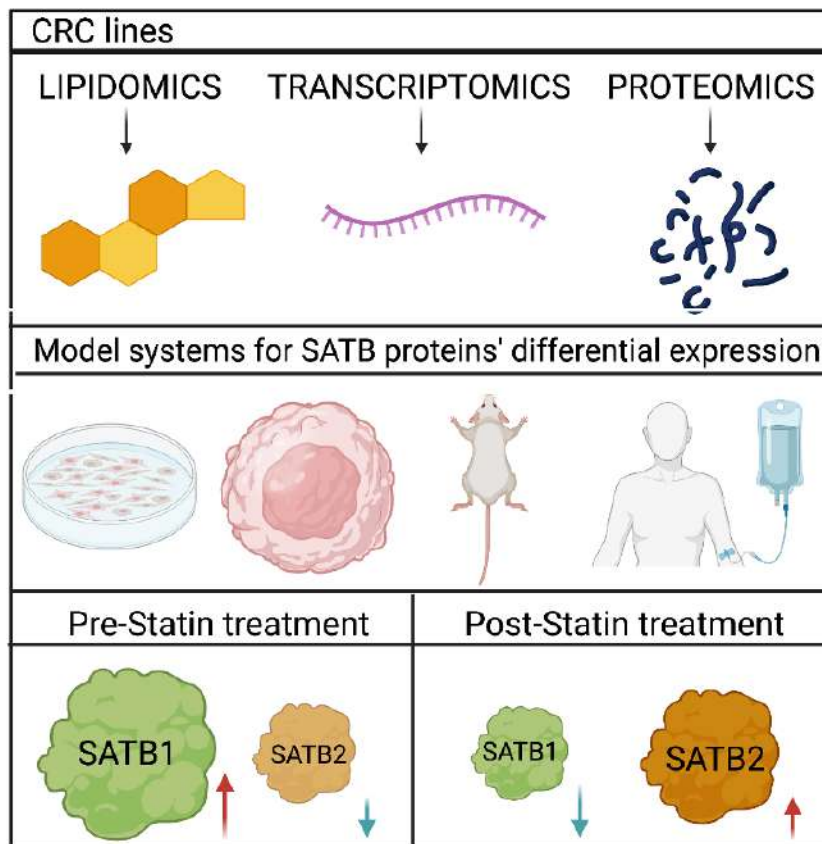 CRC lines
LIPIDOMICS TRANSCRIPTOMICS PROTEOMICS
Model systems for SATB proteins' differential expression
Pre-Statin treatment
SATB1
SATB2
Post-Statin treatment
SATB1
SATB2